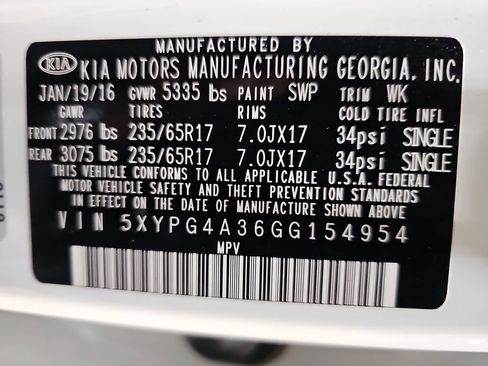 MANUFACTURED BY
KIA KIA MOTORS MANUFACTURING GEORGIA, INC.
JAN/19/16 GVWR 5335 lbs PAINT SWP TRIM WK
GAWR TIRES RIMS COLD TIRE INFL
FRONT 2976 lbs 235/65R17 7.0JX17 34psi SINGLE
REAR 3075 lbs 235/65R17 7.0JX17 34psi SINGLE
THIS VEHICLE CONFORMS TO ALL APPLICABLE U.S.A. FEDERAL
MOTOR VEHICLE SAFETY AND THEFT PREVENTION STANDARDS
IN EFFECT ON THE DATE OF MANUFACTURE SHOWN ABOVE.
VIN 5XYPG4A36GG154954
MPV